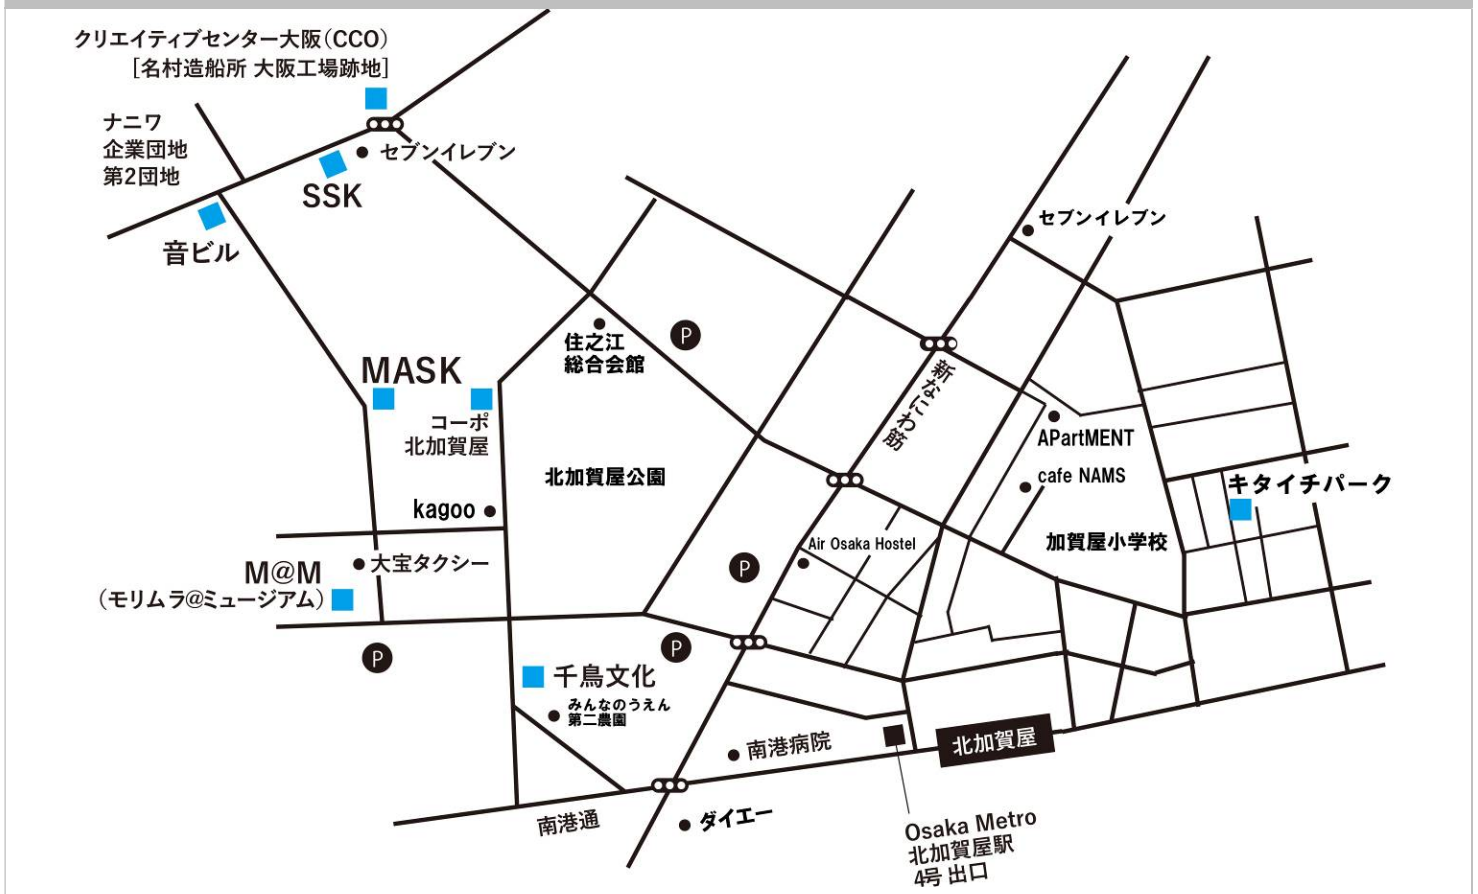 クリエイティブセンター大阪(CCO)
[名村造船所 大阪工場跡地]
ナニワ
企業団地
第2団地
セブンイレブン
SSK
音ビル
セブンイレブン
住之江
総合会館
P
MASK
コーポ
北加賀屋
新なにわ筋
APartMENT
cafe NAMS
北加賀屋公園
キタイチパーク
kagoo
Air Osaka Hostel
加賀屋小学校
大宝タクシー
P
M@M
(モリムラ@ミュージアム)
P
P
千鳥文化
みんなのうえん
第二農園
南港病院
北加賀屋
南港通
ダイエー
Osaka Metro
北加賀屋駅
4号 出口